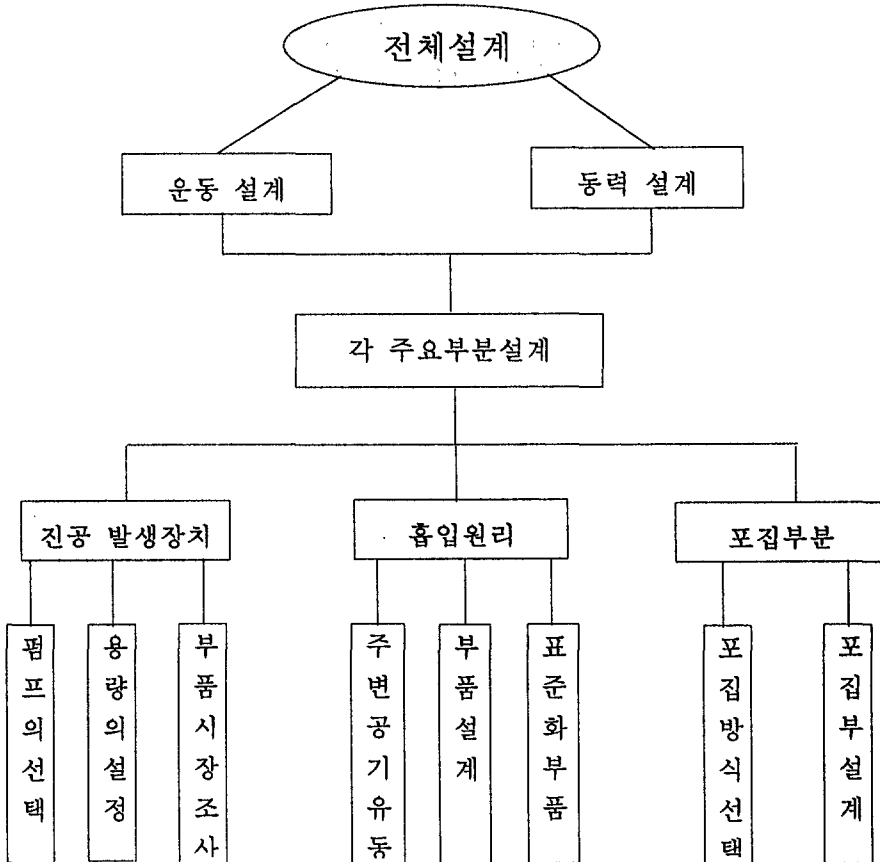 전체설계
운동 설계
동력 설계
각 주요부분설계
진공 발생장치
흡입원리
포집부분
펌프의선택
용량의설정
부품시장조사
주변공기유동
부품설계
표준화부품
포집방식선택
포집부설계